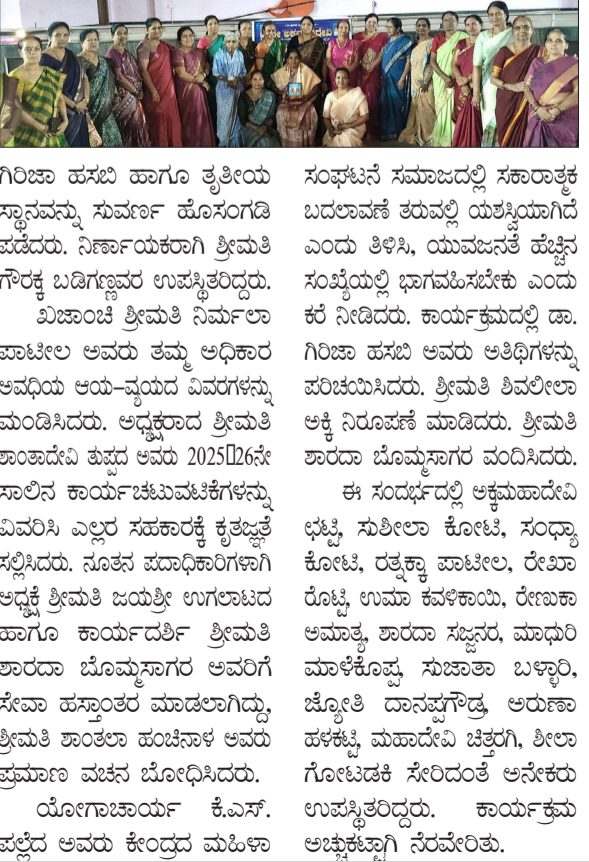 ಗಿರಿಜಾ ಹಸಬಿ ಹಾಗೂ ತೃತೀಯ
ಸ್ಥಾನವನ್ನು ಸುವರ್ಣ ಹೊಸಂಗಡಿ
ಪಡೆದರು. ನಿರ್ಣಾಯಕರಾಗಿ ಶ್ರೀಮತಿ
ಗೌರಕ್ಕ ಬಡಿಗಣ್ಣವರ ಉಪಸ್ಥಿತರಿದ್ದರು.
ಖಜಾಂಚಿ ಶ್ರೀಮತಿ ನಿರ್ಮಲಾ
ಪಾಟೀಲ ಅವರು ತಮ್ಮ ಅಧಿಕಾರ
ಅವಧಿಯ ಆಯ-ವ್ಯಯದ ವಿವರಗಳನ್ನು
ಮಂಡಿಸಿದರು. ಅಧ್ಯಕ್ಷರಾದ ಶ್ರೀಮತಿ
ಶಾಂತಾದೇವಿ ತುಪ್ಪದ ಅವರು 2025▯26ನೇ
ಸಾಲಿನ ಕಾರ್ಯಚಟುವಟಿಕೆಗಳನ್ನು
ವಿವರಿಸಿ ಎಲ್ಲರ ಸಹಕಾರಕ್ಕೆ ಕೃತಜ್ಞತೆ
ಸಲ್ಲಿಸಿದರು. ನೂತನ ಪದಾಧಿಕಾರಿಗಳಾಗಿ
ಅಧ್ಯಕ್ಷೆ ಶ್ರೀಮತಿ ಜಯಶ್ರೀ ಉಗಲಾಟದ
ಹಾಗೂ ಕಾರ್ಯದರ್ಶಿ ಶ್ರೀಮತಿ
ಶಾರದಾ ಬೊಮ್ಮಸಾಗರ ಅವರಿಗೆ
ಸೇವಾ ಹಸ್ತಾಂತರ ಮಾಡಲಾಗಿದ್ದು,
ಶ್ರೀಮತಿ ಶಾಂತಲಾ ಹಂಚಿನಾಳ ಅವರು
ಪ್ರಮಾಣ ವಚನ ಬೋಧಿಸಿದರು.
ಯೋಗಾಚಾರ್ಯ ಕೆ.ಎಸ್.
ಪಲ್ಲೆದ ಅವರು ಕೇಂದ್ರದ ಮಹಿಳಾ
ಸಂಘಟನೆ ಸಮಾಜದಲ್ಲಿ ಸಕಾರಾತ್ಮಕ
ಬದಲಾವಣೆ ತರುವಲ್ಲಿ ಯಶಸ್ವಿಯಾಗಿದೆ
ಎಂದು ತಿಳಿಸಿ, ಯುವಜನತೆ ಹೆಚ್ಚಿನ
ಸಂಖ್ಯೆಯಲ್ಲಿ ಭಾಗವಹಿಸಬೇಕು ಎಂದು
ಕರೆ ನೀಡಿದರು. ಕಾರ್ಯಕ್ರಮದಲ್ಲಿ ಡಾ.
ಗಿರಿಜಾ ಹಸಬಿ ಅವರು ಅತಿಥಿಗಳನ್ನು
ಪರಿಚಯಿಸಿದರು. ಶ್ರೀಮತಿ ಶಿವಲೀಲಾ
ಅಕ್ಕಿ ನಿರೂಪಣೆ ಮಾಡಿದರು. ಶ್ರೀಮತಿ
ಶಾರದಾ ಬೊಮ್ಮಸಾಗರ ವಂದಿಸಿದರು.
ಈ ಸಂದರ್ಭದಲ್ಲಿ ಅಕ್ಕಮಹಾದೇವಿ
ಛಟ್ಟಿ, ಸುಶೀಲಾ ಕೋಟಿ, ಸಂಧ್ಯಾ
ಕೋಟಿ, ರತ್ನಕ್ಕಾ ಪಾಟೀಲ, ರೇಖಾ
ರೊಟ್ಟಿ, ಉಮಾ ಕವಳಿಕಾಯಿ, ರೇಣುಕಾ
ಅಮಾತ್ಯ, ಶಾರದಾ ಸಜ್ಜನರ, ಮಾಧುರಿ
ಮಾಳೆಕೊಪ್ಪ, ಸುಜಾತಾ ಬಳ್ಳಾರಿ,
ಜ್ಯೋತಿ ದಾನಪ್ಪಗೌಡ್ರ, ಅರುಣಾ
ಹಳಕಟ್ಟಿ, ಮಹಾದೇವಿ ಚಿತ್ತರಗಿ, ಶೀಲಾ
ಗೋಟಡಕಿ ಸೇರಿದಂತೆ ಅನೇಕರು
ಉಪಸ್ಥಿತರಿದ್ದರು. ಕಾರ್ಯಕ್ರಮ
ಅಚ್ಚುಕಟ್ಟಾಗಿ ನೆರವೇರಿತು.